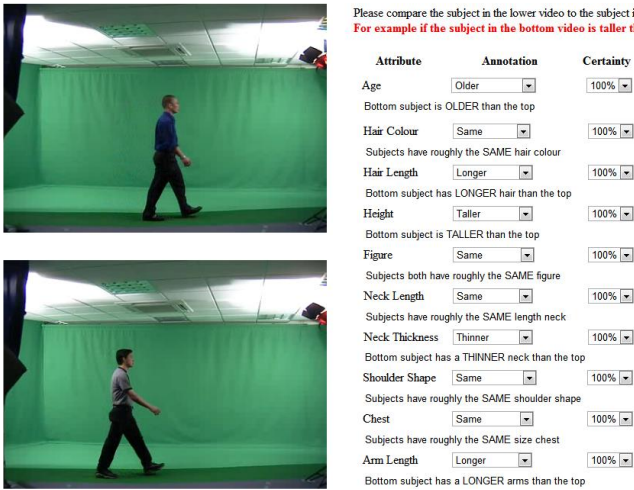 Please compare the subject in the lower video to the subject i
For example if the subject in the bottom video is taller t
Attribute Annotation Certainty
Age Older 100%
Bottom subject is OLDER than the top
Hair Colour Same 100%
Subjects have roughly the SAME hair colour
Hair Length Longer 100%
Bottom subject has LONGER hair than the top
Height Taller 100%
Bottom subject is TALLER than the top
Figure Same 100%
Subjects both have roughly the SAME figure
Neck Length Same 100%
Subjects have roughly the SAME length neck
Neck Thickness Thinner 100%
Bottom subject has a THINNER neck than the top
Shoulder Shape Same 100%
Subjects have roughly the SAME shoulder shape
Chest Same 100%
Subjects have roughly the SAME size chest
Arm Length Longer 100%
Bottom subject has a LONGER arms than the top